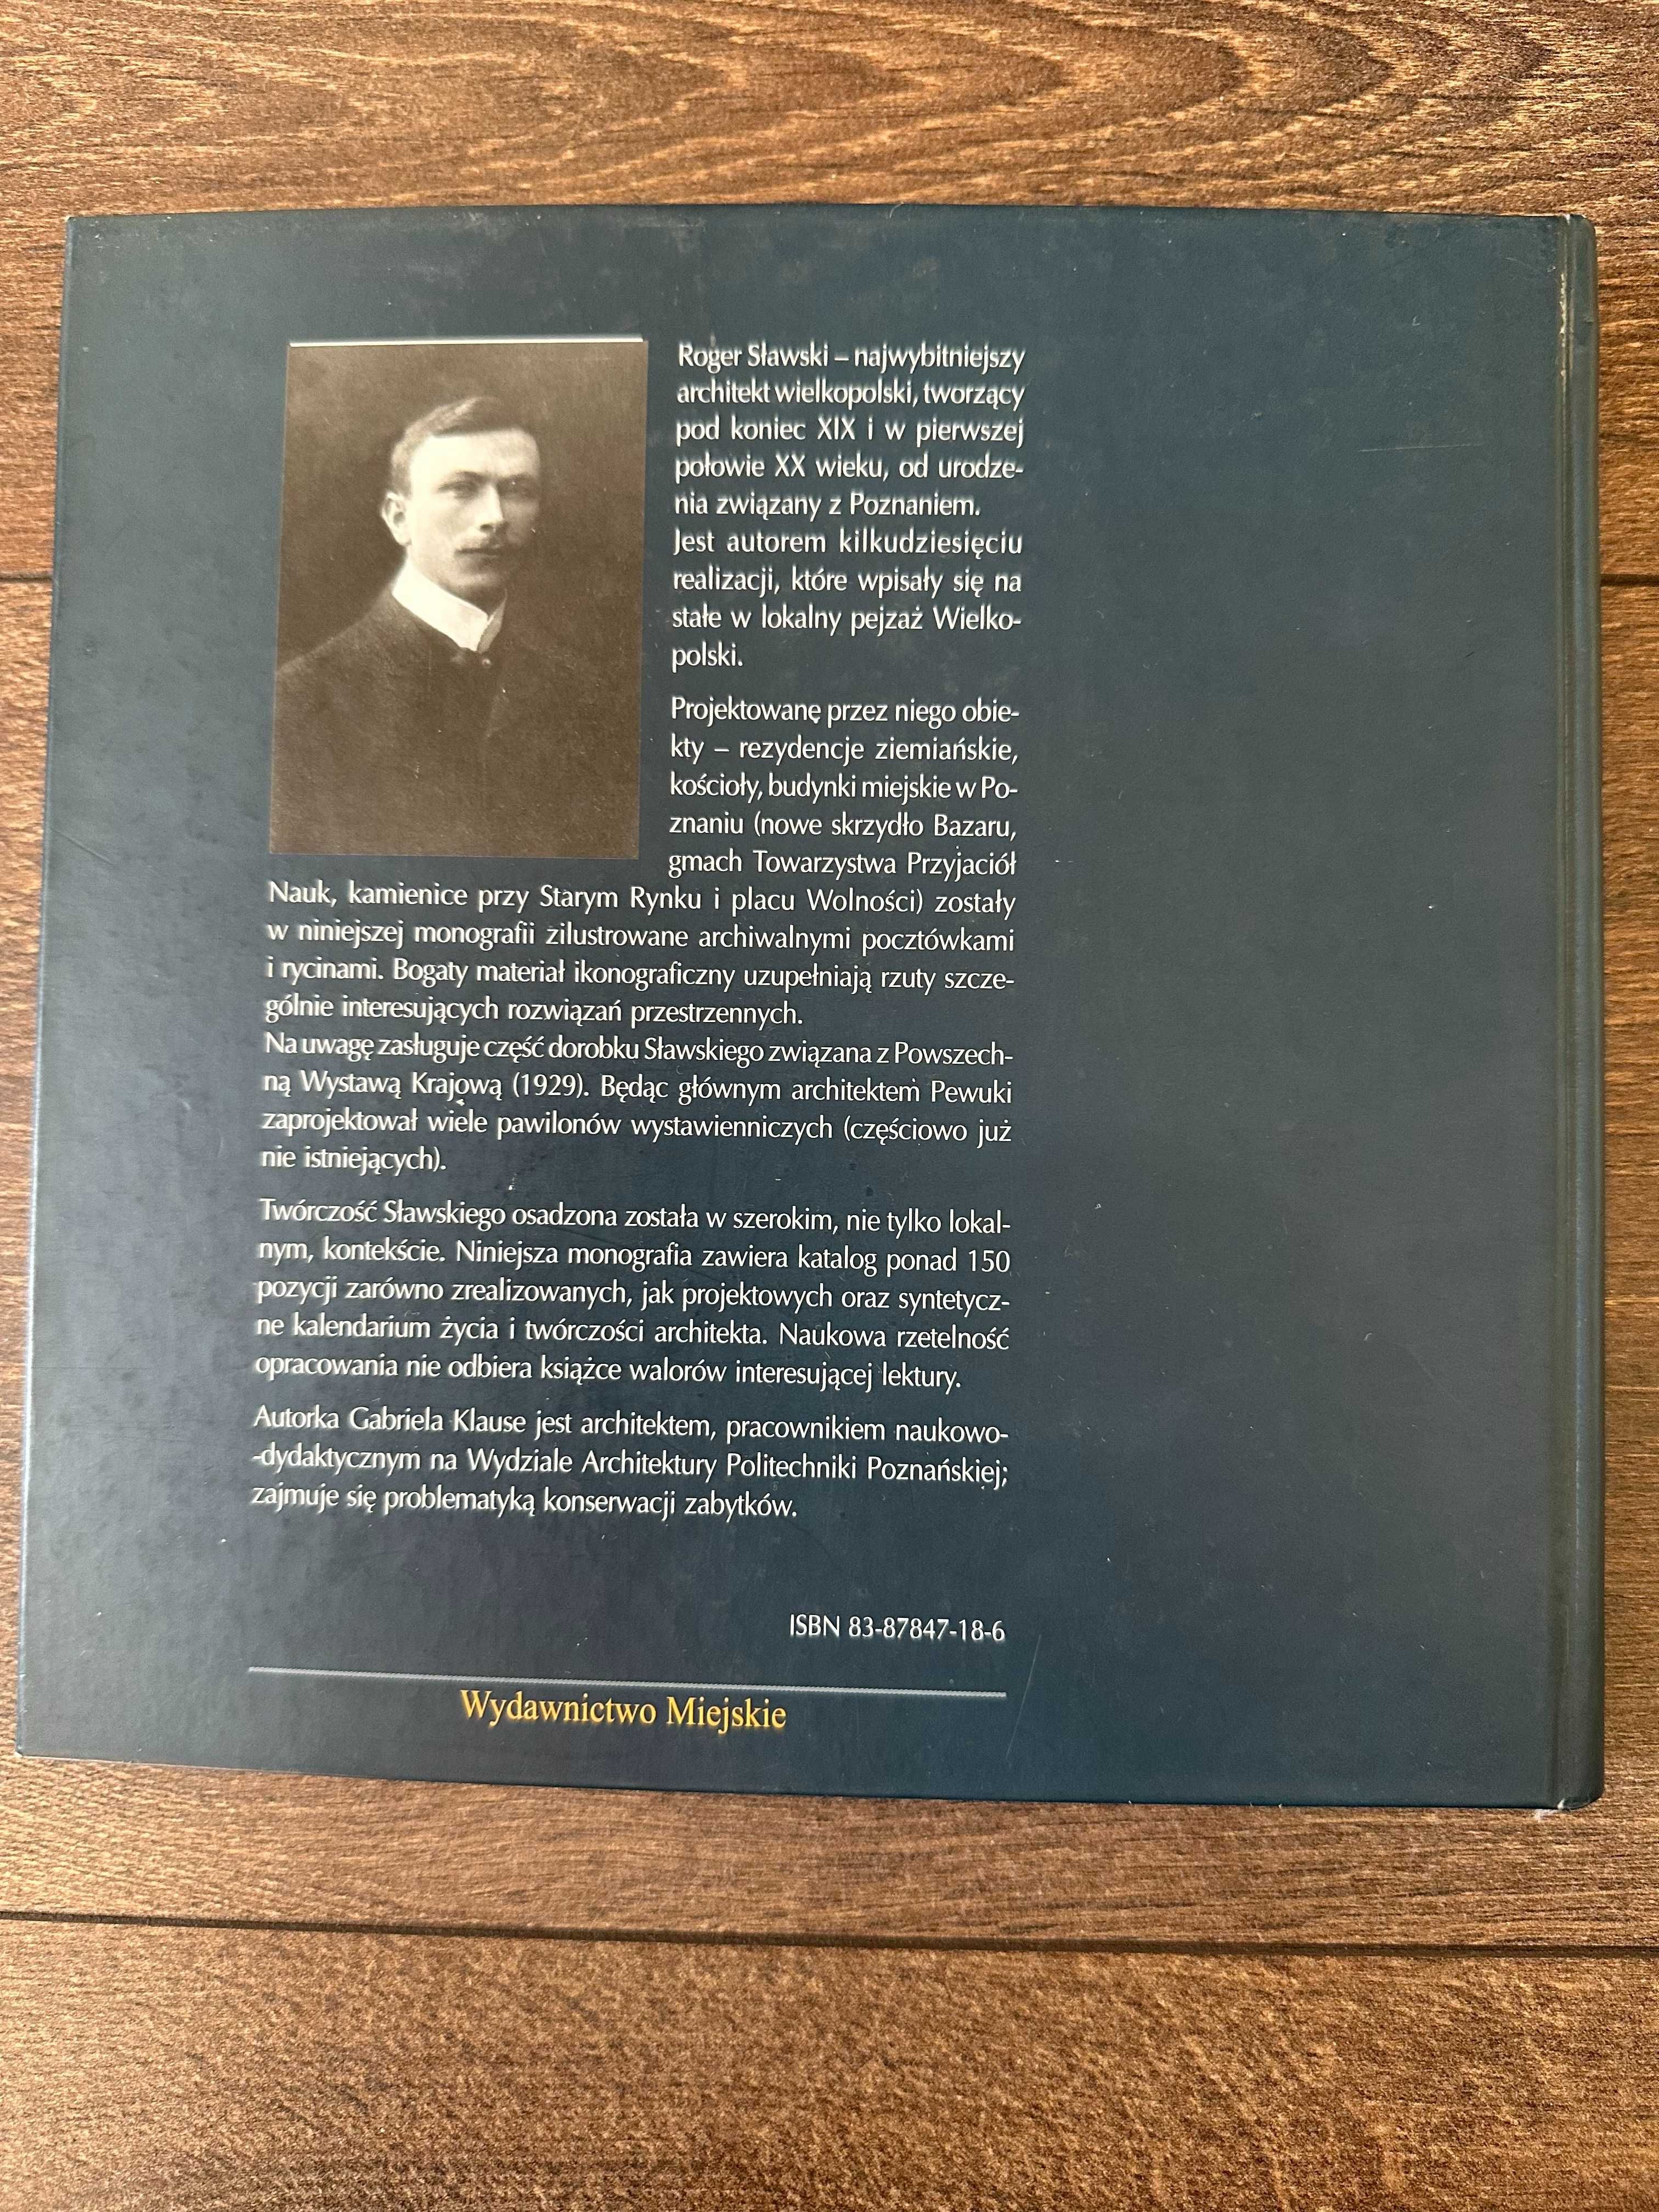 Roger Sławski – najwybitniejszy
architekt wielkopolski, tworzący
pod koniec XIX i w pierwszej
połowie XX wieku, od urodze-
nia związany z Poznaniem.
Jest autorem kilkudziesięciu
realizacji, które wpisały się na
stałe w lokalny pejzaż Wielko-
polski.
Projektowane przez niego obie-
kty – rezydencje ziemiańskie,
kościoły, budynki miejskie w Po-
znaniu (nowe skrzydło Bazaru,
gmach Towarzystwa Przyjaciół
Nauk, kamienice przy Starym Rynku i placu Wolności) zostały
w niniejszej monografii zilustrowane archiwalnymi pocztówkami
i rycinami. Bogaty materiał ikonograficzny uzupełniają rzuty szcze-
gólnie interesujących rozwiązań przestrzennych.
Na uwagę zasługuje część dorobku Sławskiego związana z Powszech-
ną Wystawą Krajową (1929). Będąc głównym architektem Pewuki
zaprojektował wiele pawilonów wystawienniczych (częściowo już
nie istniejących).
Twórczość Sławskiego osadzona została w szerokim, nie tylko lokal-
nym, kontekście. Niniejsza monografia zawiera katalog ponad 150
pozycji zarówno zrealizowanych, jak projektowych oraz syntetycz-
ne kalendarium życia i twórczości architekta. Naukowa rzetelność
opracowania nie odbiera książce walorów interesującej lektury.
Autorka Gabriela Klause jest architektem, pracownikiem naukowo-
-dydaktycznym na Wydziale Architektury Politechniki Poznańskiej;
zajmuje się problematyką konserwacji zabytków.
ISBN 83-87847-18-6
Wydawnictwo Miejskie